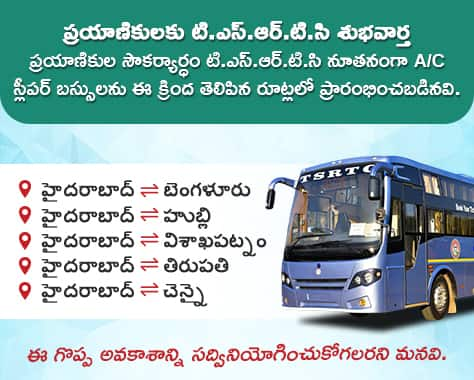 ప్రయాణికులకు టి.ఎస్.ఆర్.టి.సి శుభవార్త
ప్రయాణికుల సౌకర్యార్ధం టి.ఎస్.ఆర్.టి.సి నూతనంగా A/C
స్లీపర్ బస్సులను ఈ క్రింద తెలిపిన రూట్లలో ప్రారంభించబడినవి.
హైదరాబాద్ ⇌ బెంగళూరు
హైదరాబాద్ ⇌ హుబ్లి
హైదరాబాద్ ⇌ విశాఖపట్నం
హైదరాబాద్ ⇌ తిరుపతి
హైదరాబాద్ ⇌ చెన్నై
TSRTC
ఈ గొప్ప అవకాశాన్ని సద్వినియోగించుకోగలరని మనవి.